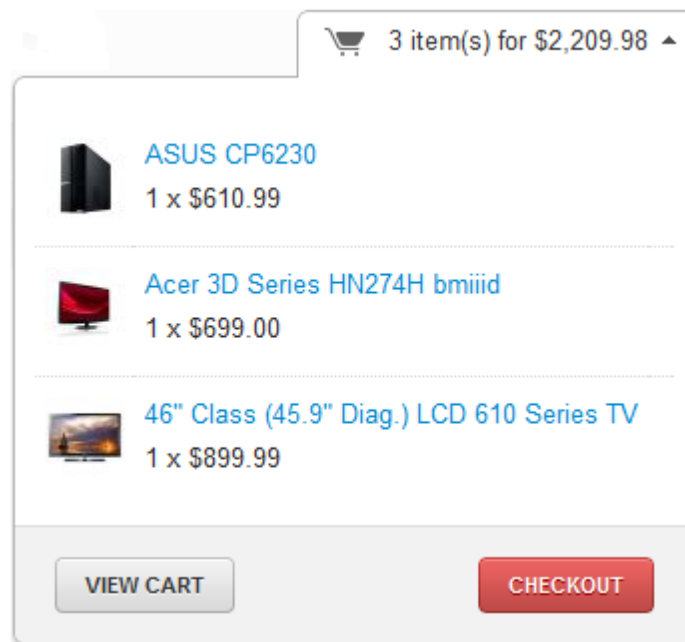 3 item(s) for $2,209.98
ASUS CP6230
1 x $610.99
Acer 3D Series HN274H bmiiid
1 x $699.00
46" Class (45.9" Diag.) LCD 610 Series TV
1 x $899.99
VIEW CART
CHECKOUT